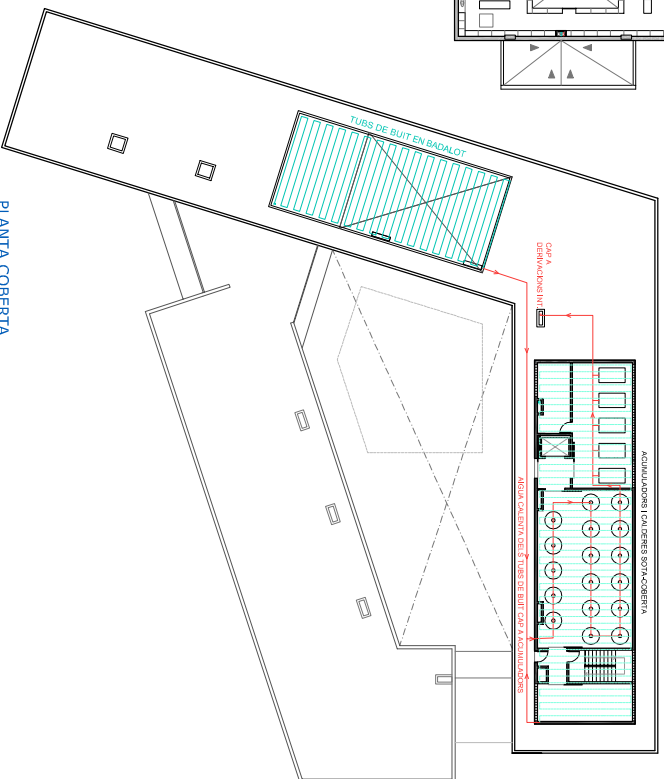 TUBS DE BUIT EN BADALOT
CAP A
DERIVACIONS INT.
ACUMULADORS I CALDERES SOTA-COBERTA
AIGUA CALENTA DELS TUBS DE BUIT CAP A ACUMULADORS
PLANTA COBERTA